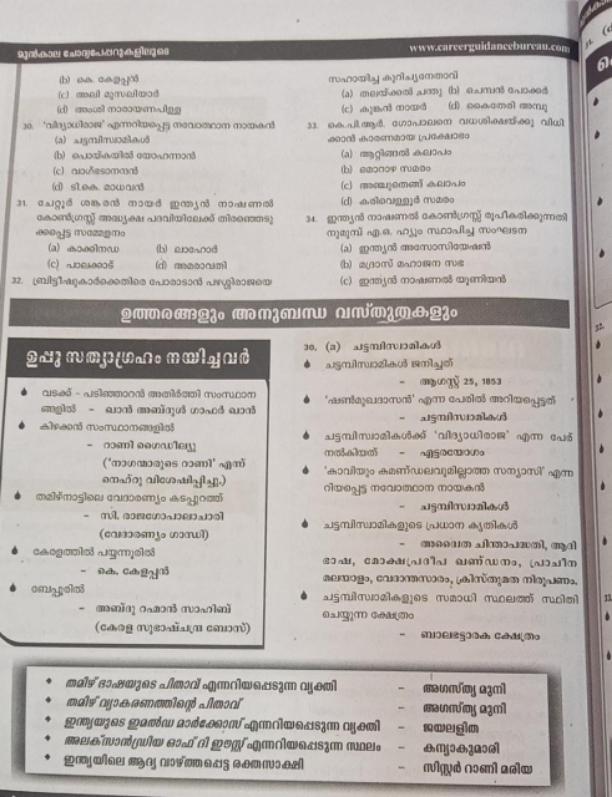 മുൻകാല ചോദ്യപേപ്പറുകളിലൂടെ
www.careerguidancebureau.com
(b) കെ. കേളപ്പൻ
(c) അലി മുസലിയാർ
(d) അംശി നാരായണപിള്ള
30. 'വിദ്യാധിരാജ' എന്നറിയപ്പെട്ട നവോത്ഥാന നായകൻ
(a) ചട്ടമ്പിസ്വാമികൾ
(b) പൊയ്കയിൽ യോഹന്നാൻ
(c) വാഗ്ഭടാനന്ദൻ
(d) ടി.കെ. മാധവൻ
31. ചേറ്റൂർ ശങ്കരൻ നായർ ഇന്ത്യൻ നാഷണൽ
കോൺഗ്രസ്സ് അദ്ധ്യക്ഷ പദവിയിലേക്ക് തിരഞ്ഞെടു
ക്കപ്പെട്ട സമ്മേളനം
(a) കാക്കിനഡ (b) ലാഹോർ
(c) പാലക്കാട് (d) അമരാവതി
32. ബ്രിട്ടീഷുകാർക്കെതിരെ പോരാടാൻ പഴശ്ശിരാജയെ
സഹായിച്ച കുറിച്യനേതാവ്
(a) തലയ്ക്കൽ ചന്തു (b) ചെമ്പൻ പോക്കർ
(c) കുങ്കൻ നായർ (d) കൈതേരി അമ്പു
33. കെ.പി.ആർ. ഗോപാലനെ വധശിക്ഷയ്ക്കു വിധി
ക്കാൻ കാരണമായ പ്രക്ഷോഭം
(a) ആറ്റിങ്ങൽ കലാപം
(b) മൊറാഴ സമരം
(c) അഞ്ചുതെങ്ങ് കലാപം
(d) കരിവെള്ളൂർ സമരം
34. ഇന്ത്യൻ നാഷണൽ കോൺഗ്രസ്സ് രൂപീകരിക്കുന്നതി
നുമുമ്പ് എ.ഒ. ഹ്യൂം സ്ഥാപിച്ച സംഘടന
(a) ഇന്ത്യൻ അസോസിയേഷൻ
(b) മദ്രാസ് മഹാജന സഭ
(c) ഇന്ത്യൻ നാഷണൽ യൂണിയൻ
ഉത്തരങ്ങളും അനുബന്ധ വസ്തുതകളും
ഉപ്പു സത്യാഗ്രഹം നയിച്ചവർ
വടക്ക് - പടിഞ്ഞാറൻ അതിർത്തി സംസ്ഥാന
ങ്ങളിൽ - ഖാൻ അബ്ദുൾ ഗാഫർ ഖാൻ
കിഴക്കൻ സംസ്ഥാനങ്ങളിൽ
- റാണി ഗൈഡിലിയു
('നാഗന്മാരുടെ റാണി' എന്ന്
നെഹ്റു വിശേഷിപ്പിച്ചു.)
തമിഴ്നാട്ടിലെ വേദാരണ്യം കടപ്പുറത്ത്
- സി. രാജഗോപാലാചാരി
(വേദാരണ്യം ഗാന്ധി)
കേരളത്തിൽ പയ്യന്നൂരിൽ
- കെ. കേളപ്പൻ
ബേപ്പൂരിൽ
- അബ്ദു റഹ്മാൻ സാഹിബ്
(കേരള സുഭാഷ്ചന്ദ്ര ബോസ്)
30. (a) ചട്ടമ്പിസ്വാമികൾ
ചട്ടമ്പിസ്വാമികൾ ജനിച്ചത്
- ആഗസ്റ്റ് 25, 1853
'ഷൺമുഖദാസൻ' എന്ന പേരിൽ അറിയപ്പെട്ടത്
- ചട്ടമ്പിസ്വാമികൾ
ചട്ടമ്പിസ്വാമികൾക്ക് 'വിദ്യാധിരാജ' എന്ന പേര്
നൽകിയത് - എട്ടരയോഗം
'കാവിയും കമണ്ഡലവുമില്ലാത്ത സന്യാസി' എന്ന
റിയപ്പെട്ട നവോത്ഥാന നായകൻ
- ചട്ടമ്പിസ്വാമികൾ
ചട്ടമ്പിസ്വാമികളുടെ പ്രധാന കൃതികൾ
- അദ്വൈത ചിന്താപദ്ധതി, ആദി
ഭാഷ, മോക്ഷപ്രദീപ ഖണ്ഡനം, പ്രാചീന
മലയാളം, വേദാന്തസാരം, ക്രിസ്തുമത നിരൂപണം.
ചട്ടമ്പിസ്വാമികളുടെ സമാധി സ്ഥലത്ത് സ്ഥിതി
ചെയ്യുന്ന ക്ഷേത്രം
- ബാലഭട്ടാരക ക്ഷേത്രം
തമിഴ് ഭാഷയുടെ പിതാവ് എന്നറിയപ്പെടുന്ന വ്യക്തി - അഗസ്ത്യ മുനി
തമിഴ് വ്യാകരണത്തിന്റെ പിതാവ് - അഗസ്ത്യ മുനി
ഇന്ത്യയുടെ ഇമൽഡ മാർക്കോസ് എന്നറിയപ്പെടുന്ന വ്യക്തി - ജയലളിത
അലക്സാൻഡ്രിയ ഓഫ് ദി ഈസ്റ്റ് എന്നറിയപ്പെടുന്ന സ്ഥലം - കന്യാകുമാരി
ഇന്ത്യയിലെ ആദ്യ വാഴ്ത്തപ്പെട്ട രക്തസാക്ഷി - സിസ്റ്റർ റാണി മരിയ
32.